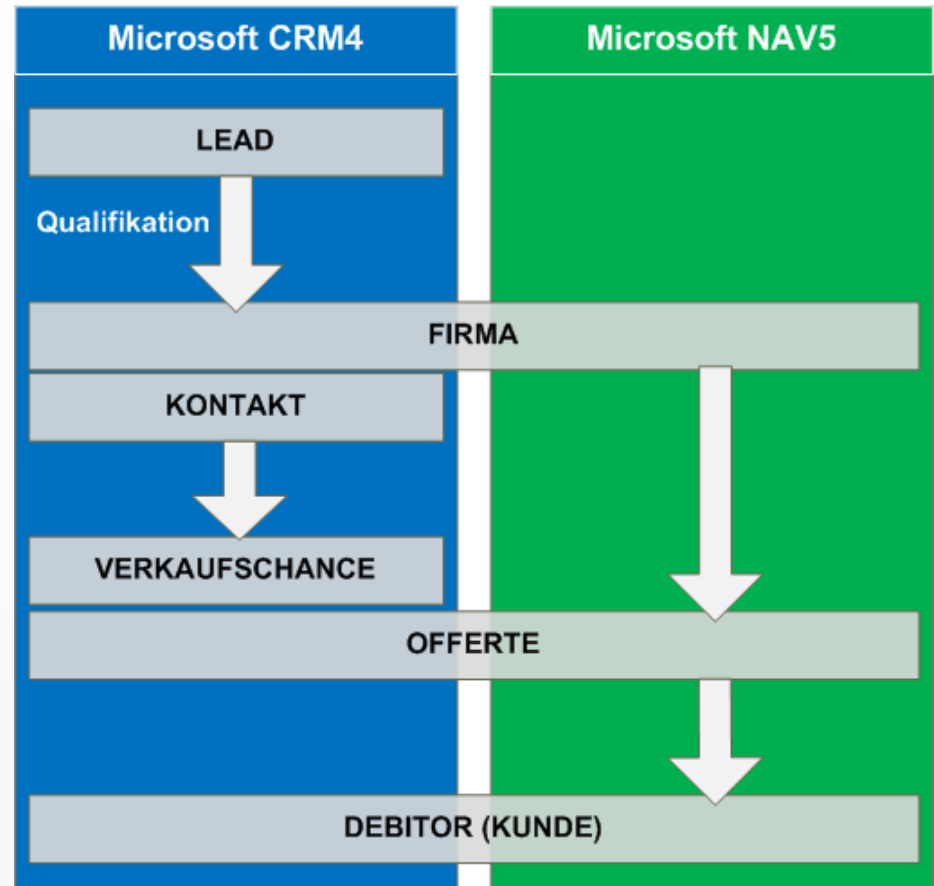 Microsoft CRM4
Microsoft NAV5
LEAD
Qualifikation
FIRMA
KONTAKT
VERKAUFSCHANCE
OFFERTE
DEBITOR (KUNDE)